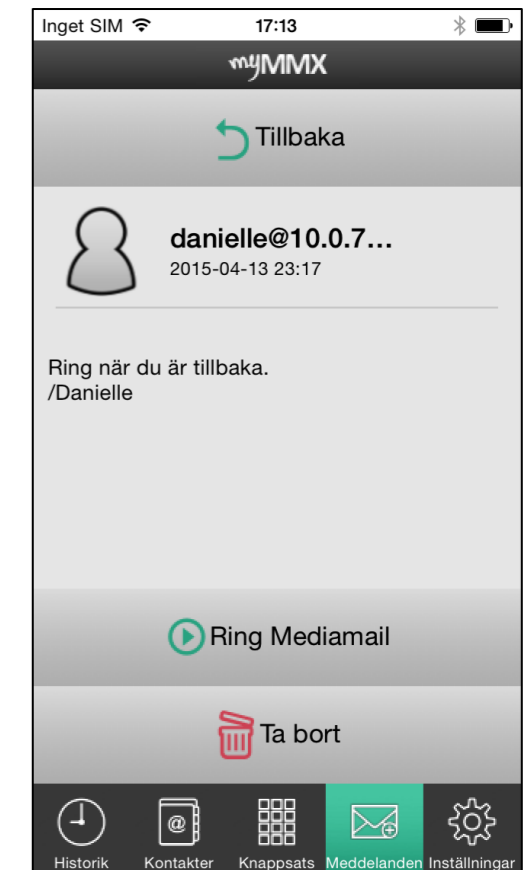 Inget SIM 17:13
myMMX
Tillbaka
danielle@10.0.7...
2015-04-13 23:17
Ring när du är tillbaka.
/Danielle
Ring Mediamail
Ta bort
Historik Kontakter Knappsats Meddelanden Inställningar